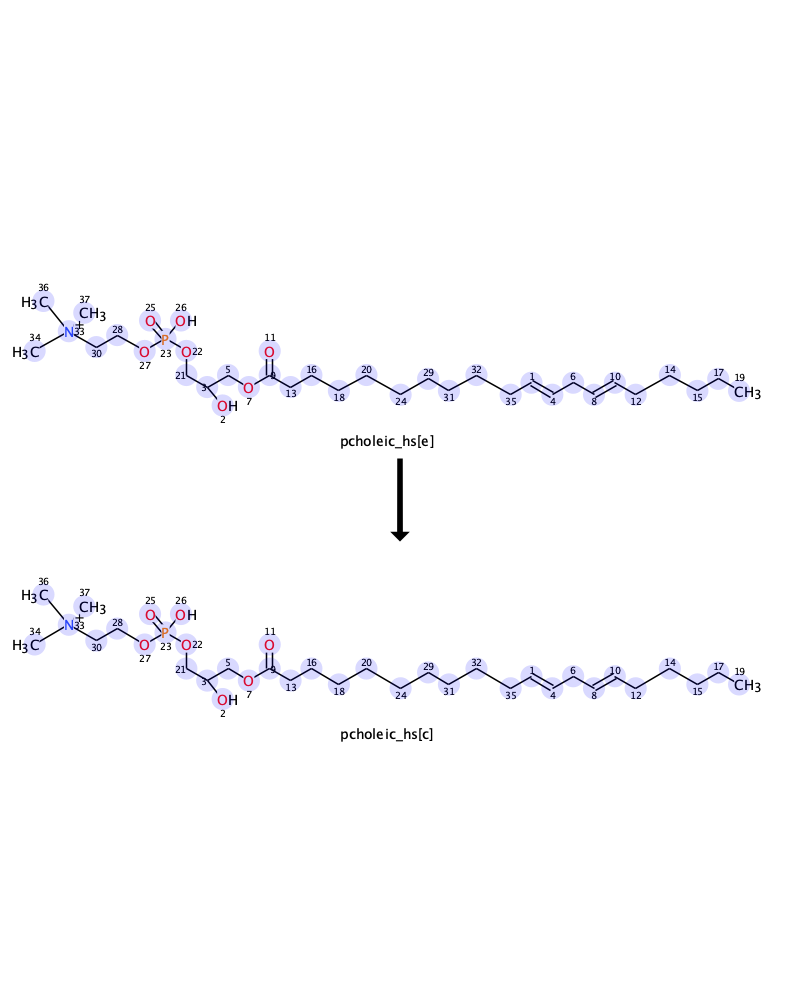 36
37
H₃C
CH₃
25 26
34
N+
33
28
O
OH
H₃C
P
30
O
27
23
O
22
11
O
21
3
5
O
7
9
13
16
18
20
24
29
31
32
35
1
4
6
8
10
12
14
15
17
19
CH₃
OH
2
pcholeic_hs[e]
36
37
H₃C
CH₃
25 26
34
N+
33
28
O
OH
H₃C
P
30
O
27
23
O
22
11
O
21
3
5
O
7
9
13
16
18
20
24
29
31
32
35
1
4
6
8
10
12
14
15
17
19
CH₃
OH
2
pcholeic_hs[c]